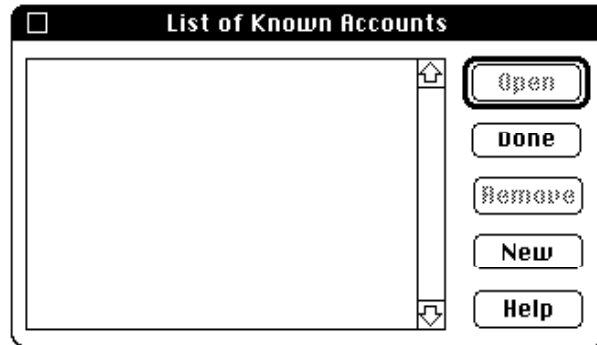 List of Known Accounts
Open
Done
Remove
New
Help